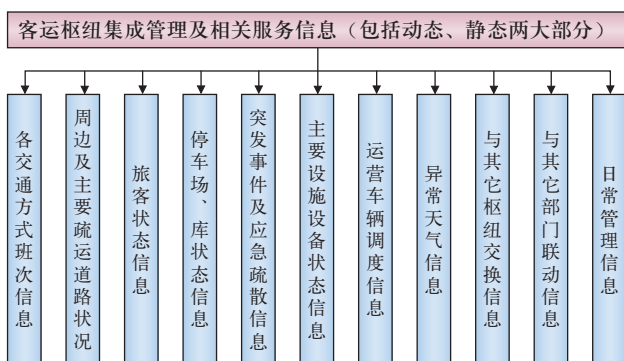 客运枢纽集成管理及相关服务信息（包括动态、静态两大部分）
各交通方式班次信息
周边及主要疏运道路状况
旅客状态信息
停车场、库状态信息
突发事件及应急疏散信息
主要设施设备状态信息
运营车辆调度信息
异常天气信息
与其它枢纽交换信息
与其它部门联动信息
日常管理信息